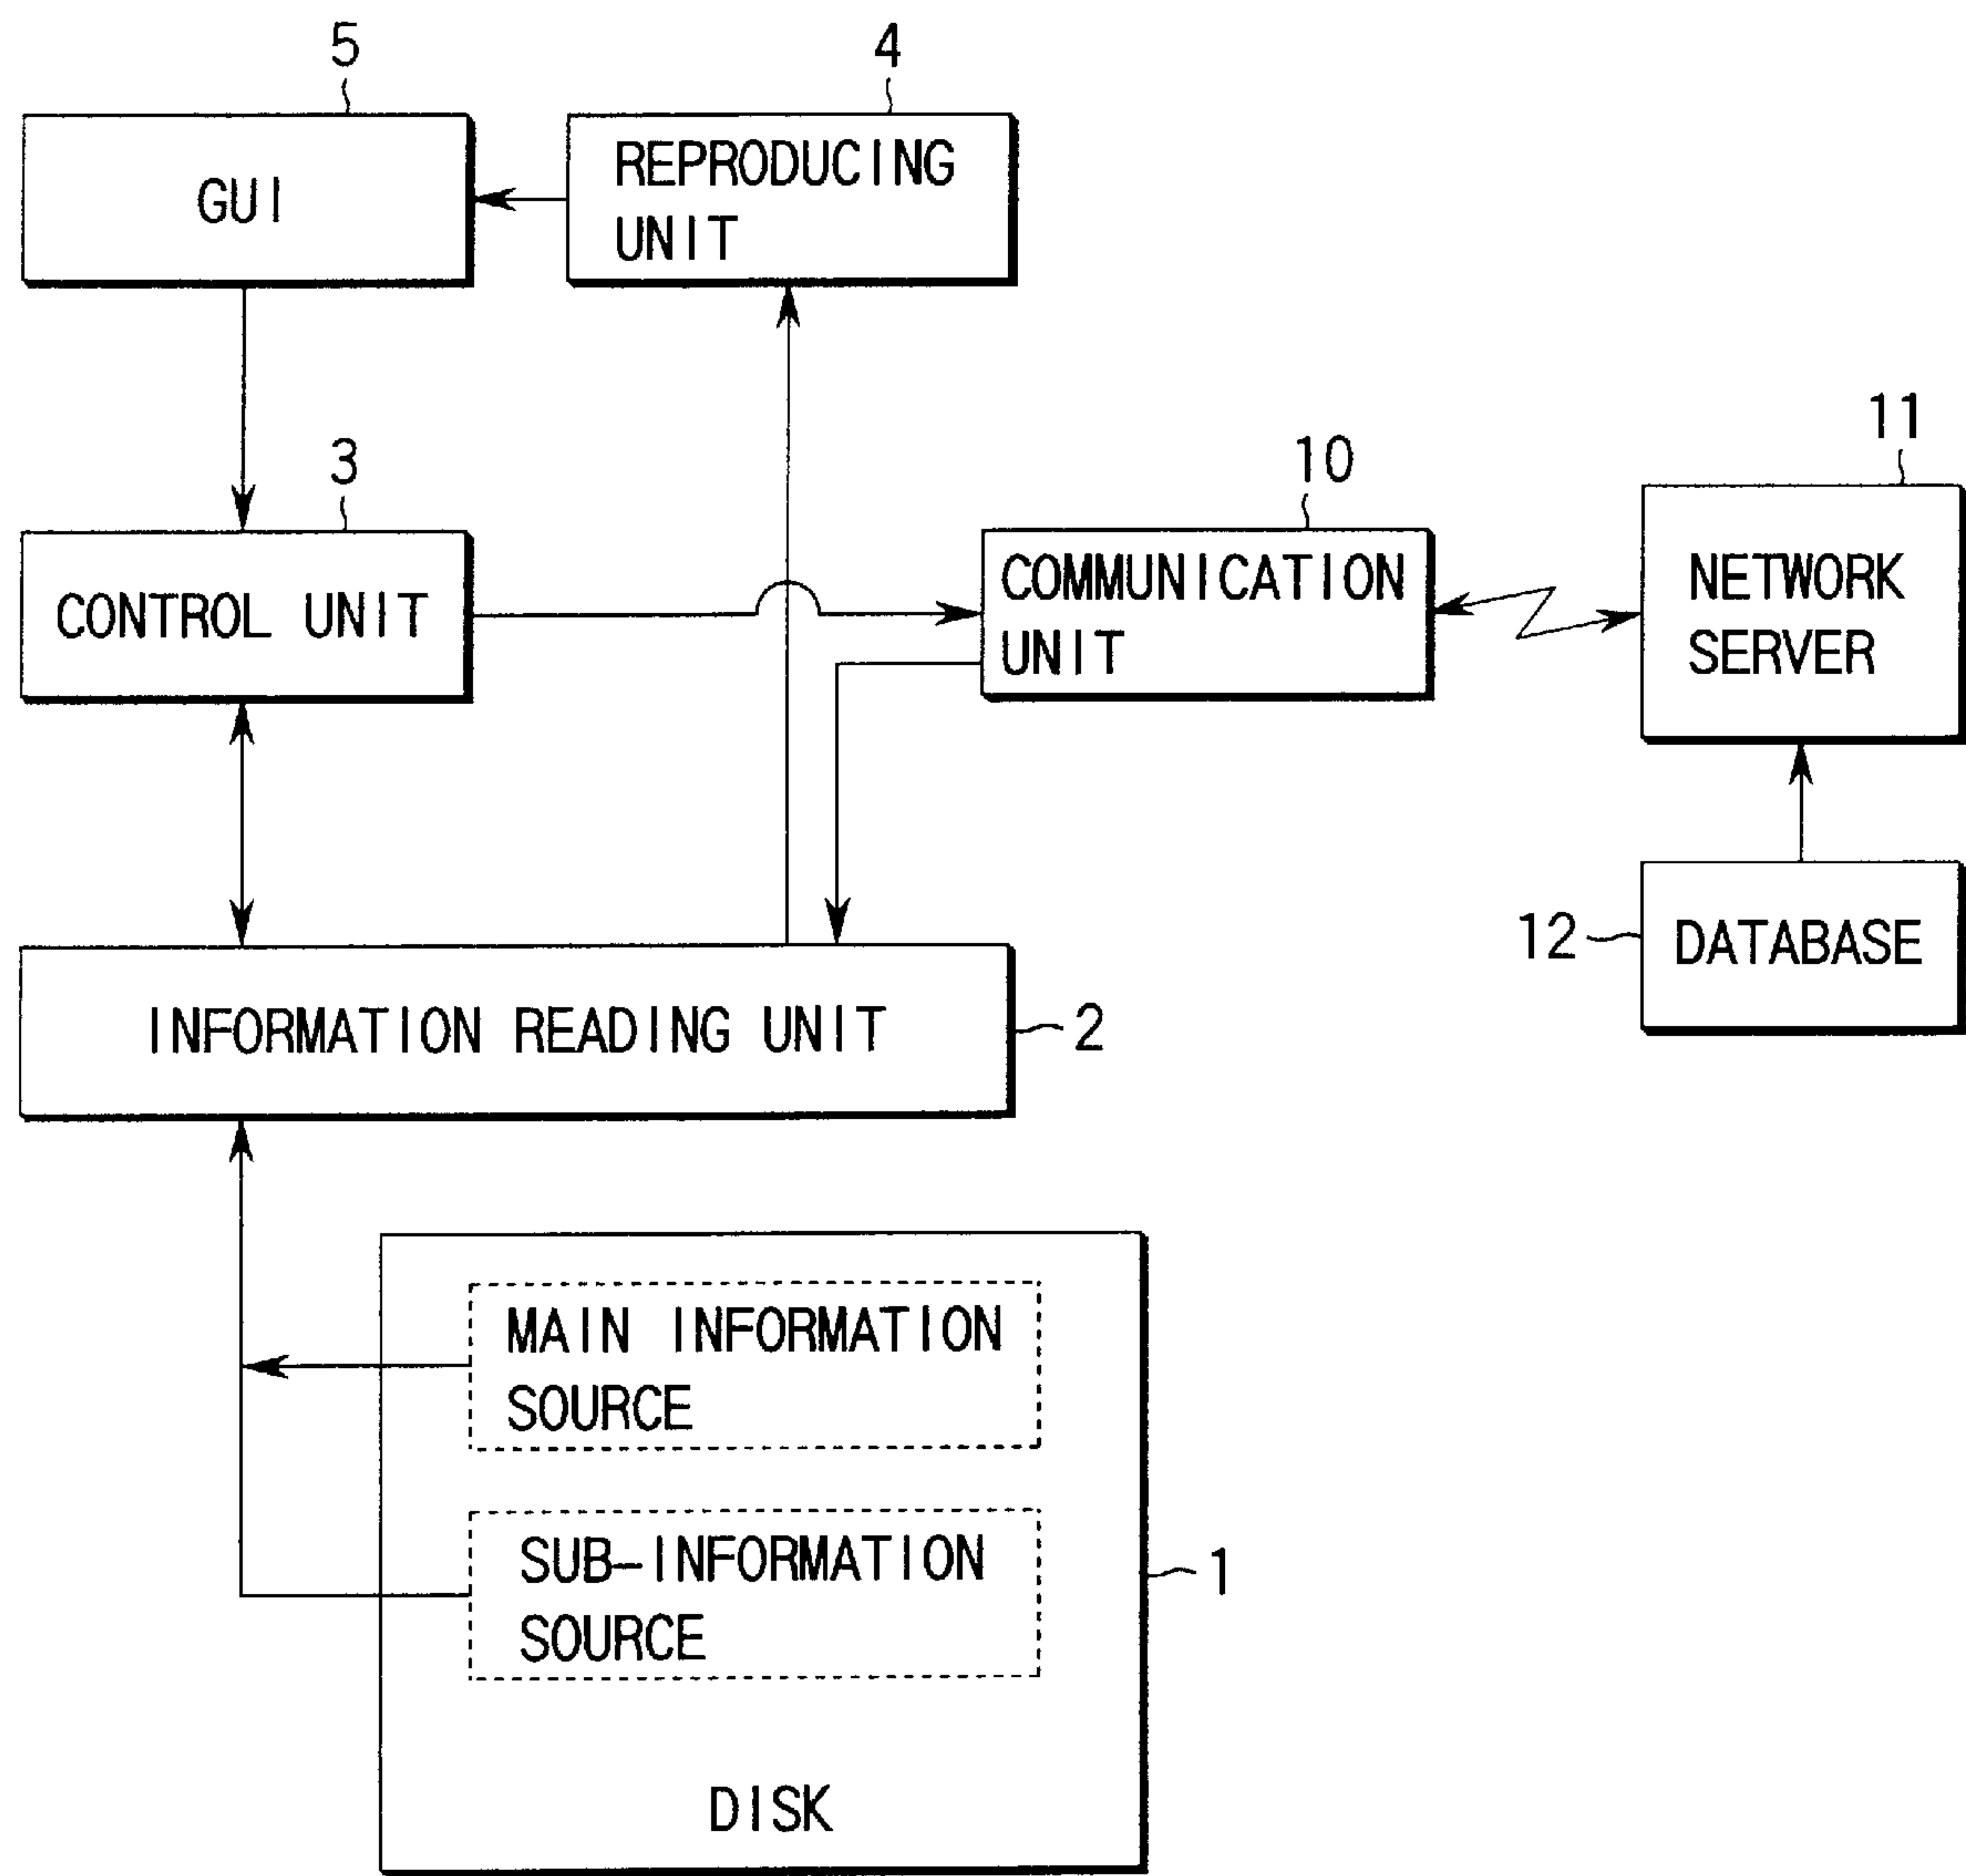 5
4
GUI
REPRODUCING
UNIT
3
10
11
CONTROL UNIT
COMMUNICATION
UNIT
NETWORK
SERVER
12
DATABASE
INFORMATION READING UNIT
2
MAIN INFORMATION
SOURCE
SUB-INFORMATION
SOURCE
1
DISK